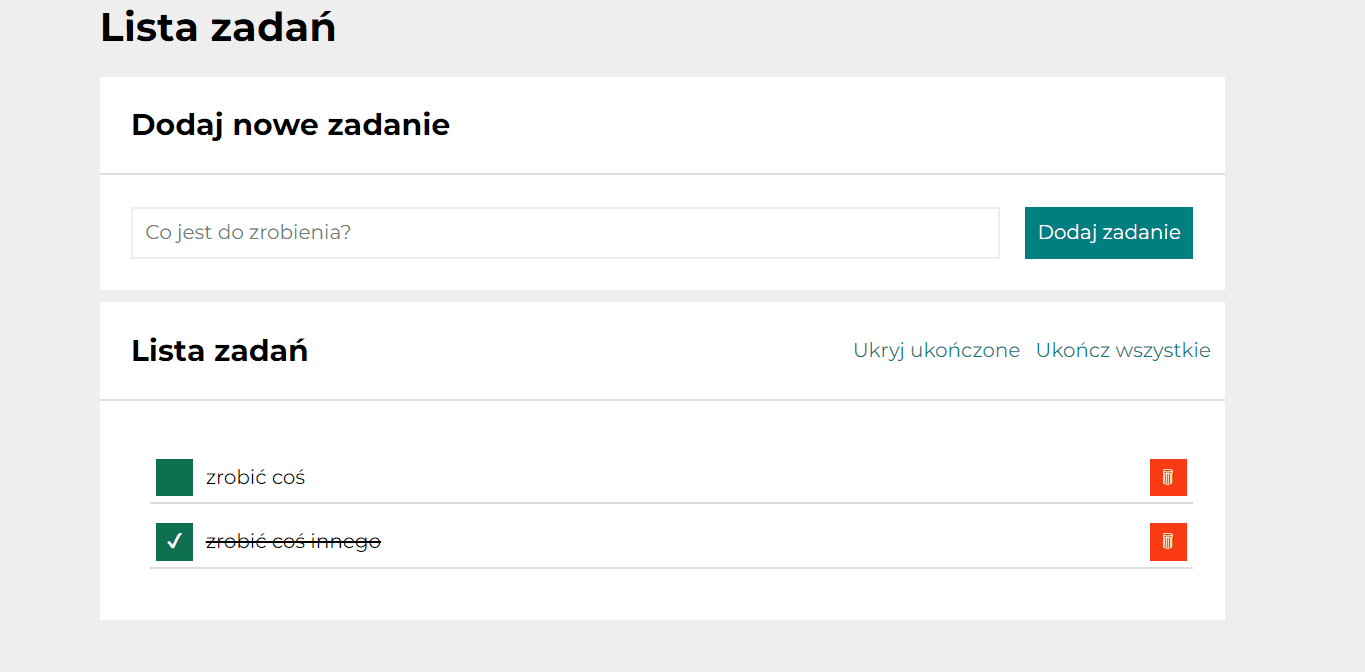 Lista zadań
Dodaj nowe zadanie
Co jest do zrobienia?
Dodaj zadanie
Lista zadań
Ukryj ukończone
Ukończ wszystkie
zrobić coś
zrobić coś innego